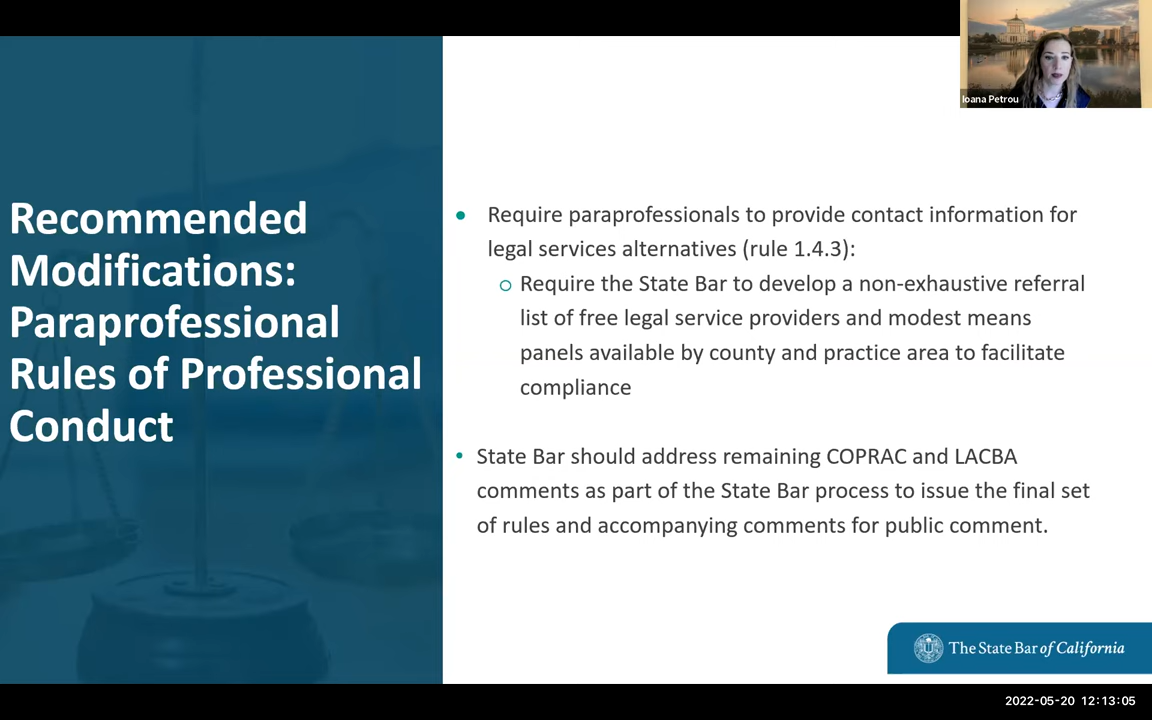 Ioana Petrou
Recommended
Modifications:
Paraprofessional
Rules of Professional
Conduct
• Require paraprofessionals to provide contact information for
legal services alternatives (rule 1.4.3):
○ Require the State Bar to develop a non-exhaustive referral
list of free legal service providers and modest means
panels available by county and practice area to facilitate
compliance
• State Bar should address remaining COPRAC and LACBA
comments as part of the State Bar process to issue the final set
of rules and accompanying comments for public comment.
The State Bar of California
2022-05-20 12:13:05